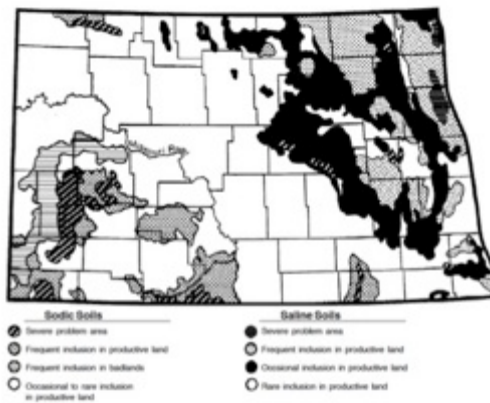 Sodic Soils
Severe problem area
Frequent inclusion in productive land
Frequent inclusion in badlands
Occasional to rare inclusion
in productive land
Saline Soils
Severe problem area
Frequent inclusion in productive land
Occsional inclusion in productive land
Rare inclusion in productive land